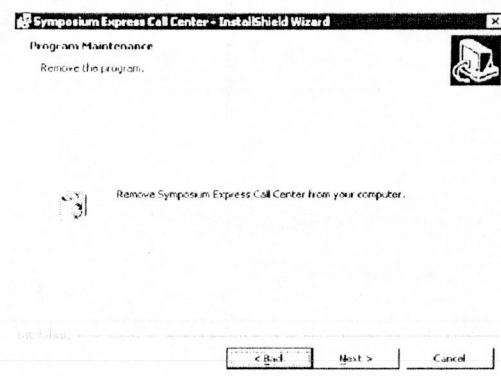 Symposium Express Call Center - InstallShield Wizard
Program Maintenance
Remove the program.
Remove Symposium Express Call Center from your computer.
InstallShield
< Back
Next >
Cancel